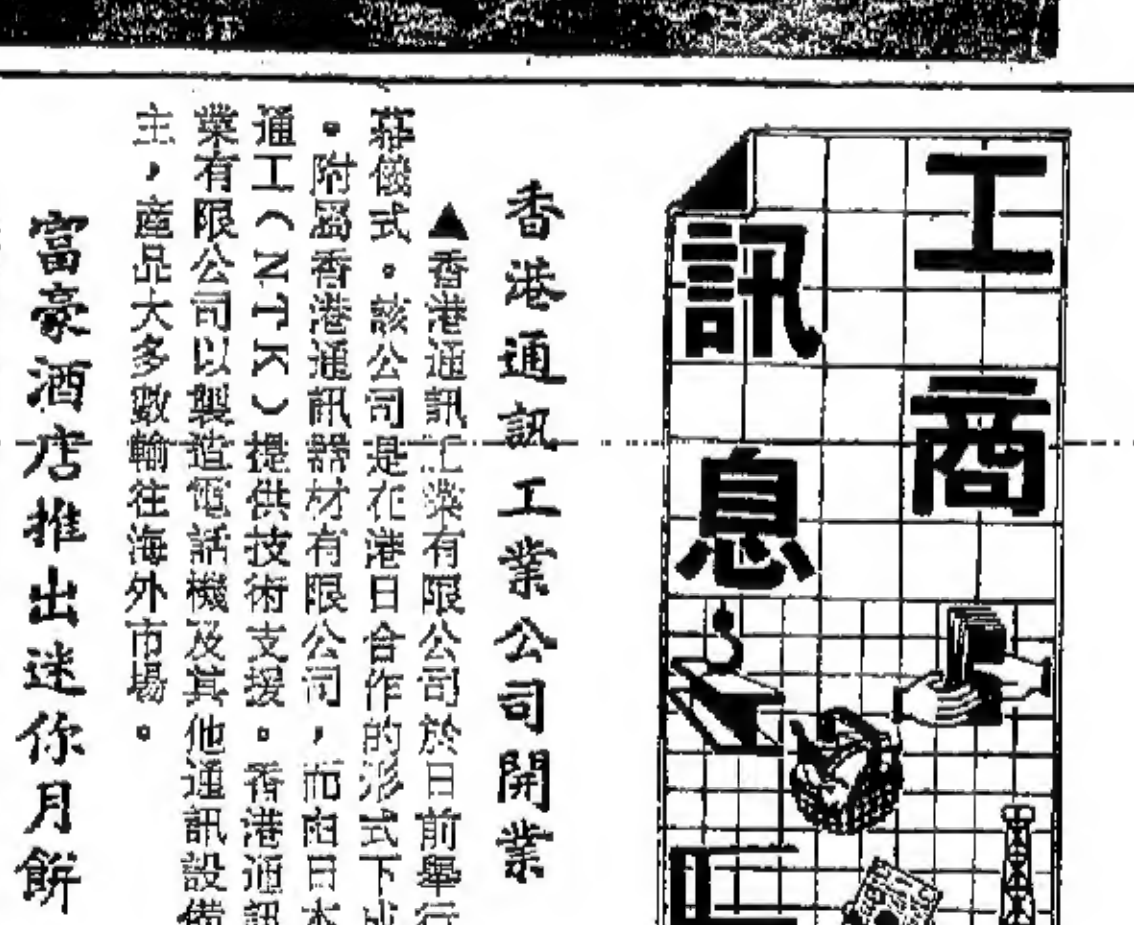 工商
訊息
香港通訊工業公司開業
▲香港通訊工業有限公司於日前舉行
幕儀式。該公司是在港日合作的形式下成
。附屬香港通訊器材有限公司，而由日本
通工（NTK）提供技術支援。香港通訊
業有限公司以製造電話機及其他通訊設備
主，產品大多數輸往海外市場。
富豪酒店推出迷你月餅